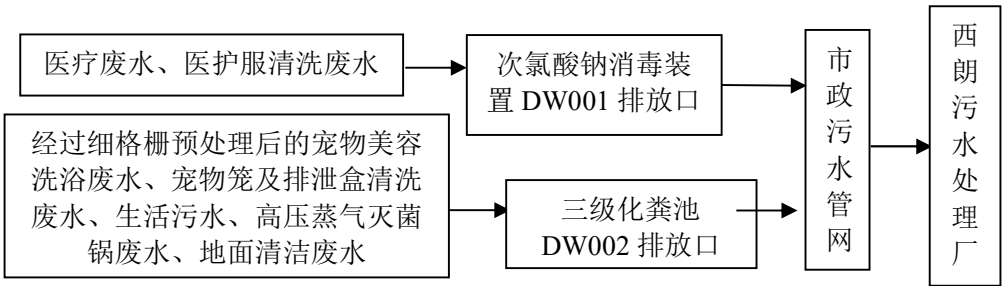 医疗废水、医护服清洗废水
次氯酸钠消毒装
置 DW001 排放口
经过细格栅预处理后的宠物美容
洗浴废水、宠物笼及排泄盒清洗
废水、生活污水、高压蒸气灭菌
锅废水、地面清洁废水
三级化粪池
DW002 排放口
市政污水管网
西朗污水处理厂